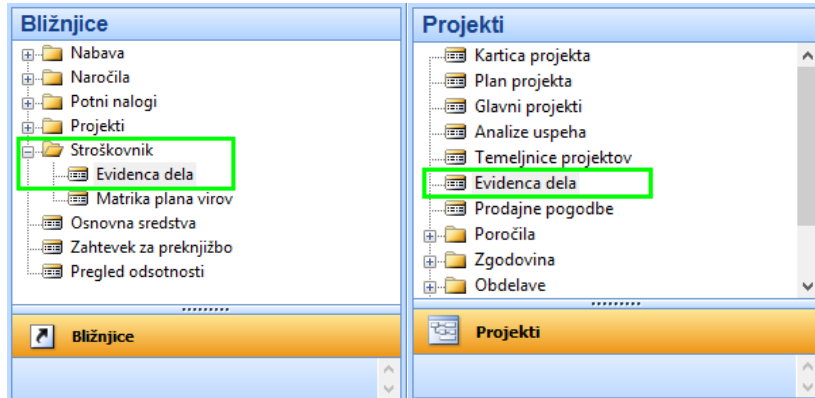 Bližnjice
Nabava
Naročila
Potni nalogi
Projekti
Stroškovnik
Evidenca dela
Matrika plana virov
Osnovna sredstva
Zahtevek za preknjižbo
Pregled odsotnosti
Bližnjice
Projekti
Kartica projekta
Plan projekta
Glavni projekti
Analize uspeha
Temeljnice projektov
Evidenca dela
Prodajne pogodbe
Poročila
Zgodovina
Obdelave
Projekti